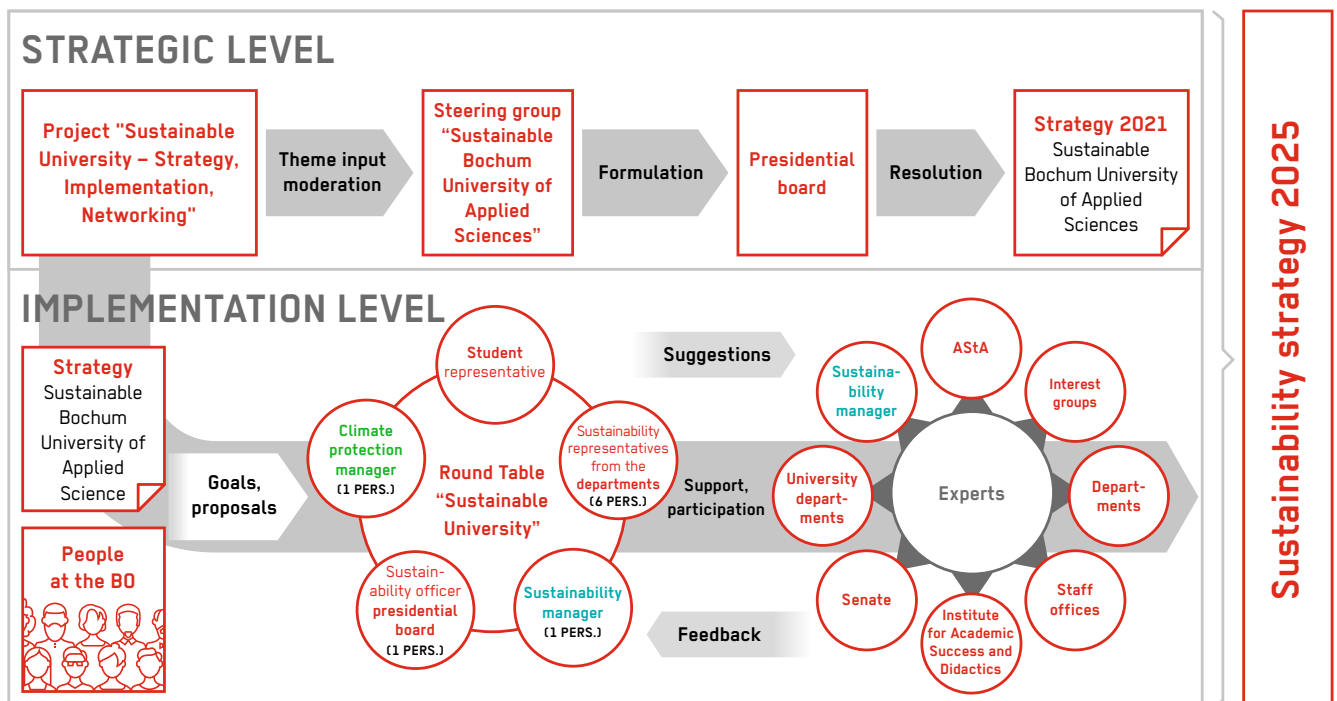 STRATEGIC LEVEL
Project "Sustainable
University – Strategy,
Implementation,
Networking"
Theme input
moderation
Steering group
“Sustainable
Bochum
University of
Applied
Sciences”
Formulation
Presidential
board
Resolution
Strategy 2021
Sustainable
Bochum University
of Applied
Sciences
IMPLEMENTATION LEVEL
Strategy
Sustainable
Bochum
University of
Applied
Science
People
at the BO
Goals,
proposals
Student
representative
Climate
protection
manager
(1 PERS.)
Sustainability
representatives
from the
departments
(6 PERS.)
Round Table
“Sustainable
University”
Sustain-
ability officer
presidential
board
(1 PERS.)
Sustainability
manager
(1 PERS.)
Suggestions
Support,
participation
Feedback
AStA
Sustaina-
bility
manager
Interest
groups
University
depart-
ments
Experts
Depart-
ments
Senate
Staff
offices
Institute
for Academic
Success and
Didactics
Sustainability strategy 2025